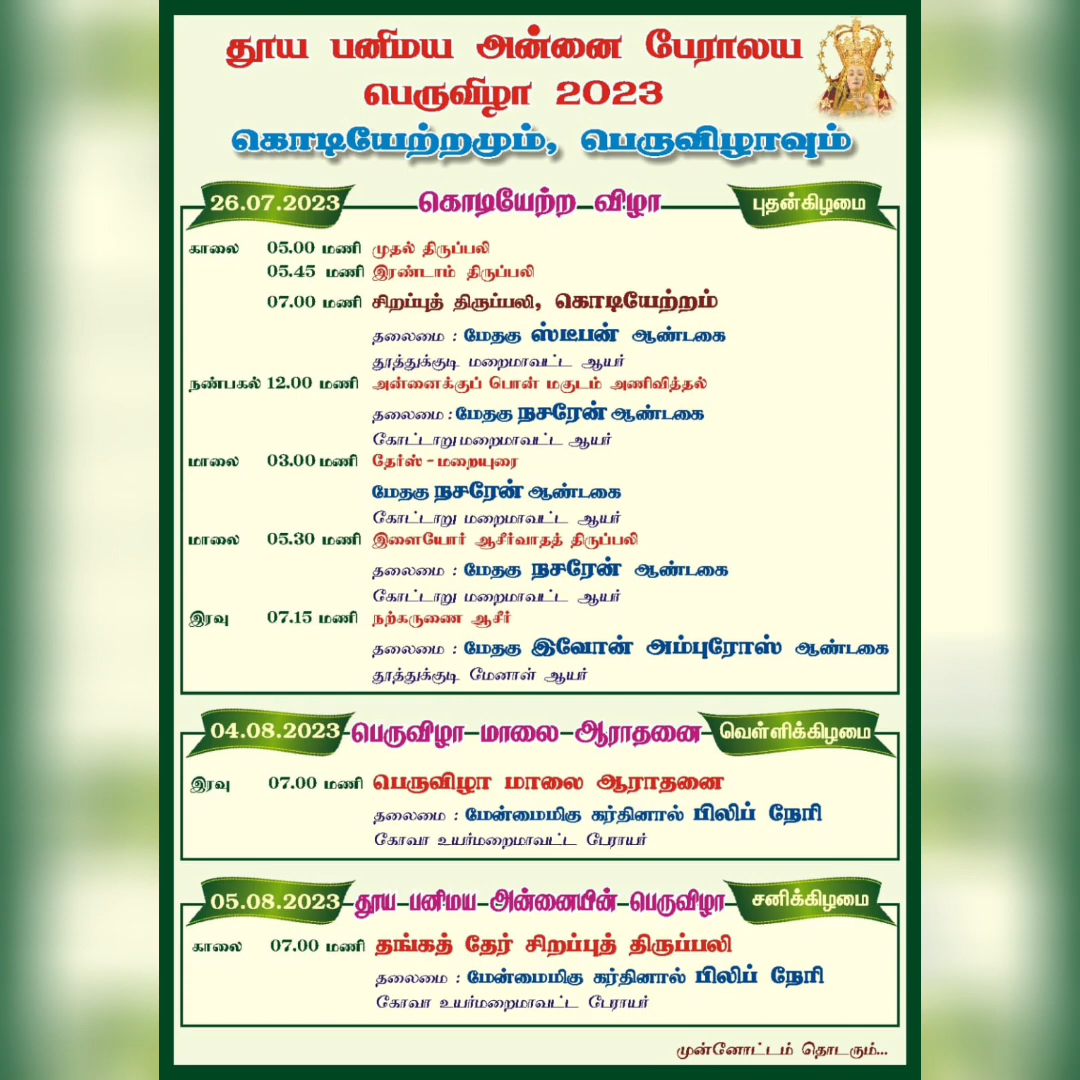 தூய பனிமய அன்னை பேராலய
பெருவிழா 2023
கொடியேற்றமும், பெருவிழாவும்
26.07.2023 கொடியேற்ற விழா புதன்கிழமை
காலை 05.00 மணி முதல் திருப்பலி
05.45 மணி இரண்டாம் திருப்பலி
07.00 மணி சிறப்புத் திருப்பலி, கொடியேற்றம்
தலைமை : மேதகு ஸ்டீபன் ஆண்டகை
தூத்துக்குடி மறைமாவட்ட ஆயர்
நண்பகல் 12.00 மணி அன்னைக்குப் பொன் மகுடம் அணிவித்தல்
தலைமை : மேதகு நசரேன் ஆண்டகை
கோட்டாறு மறைமாவட்ட ஆயர்
மாலை 03.00 மணி தேர்ஸ் - மறையுரை
மேதகு நசரேன் ஆண்டகை
கோட்டாறு மறைமாவட்ட ஆயர்
மாலை 05.30 மணி இளையோர் ஆசீர்வாதத் திருப்பலி
தலைமை : மேதகு நசரேன் ஆண்டகை
கோட்டாறு மறைமாவட்ட ஆயர்
இரவு 07.15 மணி நற்கருணை ஆசீர்
தலைமை : மேதகு இவோன் அம்புரோஸ் ஆண்டகை
தூத்துக்குடி மேனாள் ஆயர்
04.08.2023 பெருவிழா மாலை ஆராதனை வெள்ளிக்கிழமை
இரவு 07.00 மணி பெருவிழா மாலை ஆராதனை
தலைமை : மேன்மைமிகு கர்தினால் பிலிப் நேரி
கோவா உயர்மறைமாவட்ட பேராயர்
05.08.2023 தூய பனிமய அன்னையின் பெருவிழா சனிக்கிழமை
காலை 07.00 மணி தங்கத் தேர் சிறப்புத் திருப்பலி
தலைமை : மேன்மைமிகு கர்தினால் பிலிப் நேரி
கோவா உயர்மறைமாவட்ட பேராயர்
முன்னோட்டம் தொடரும்...